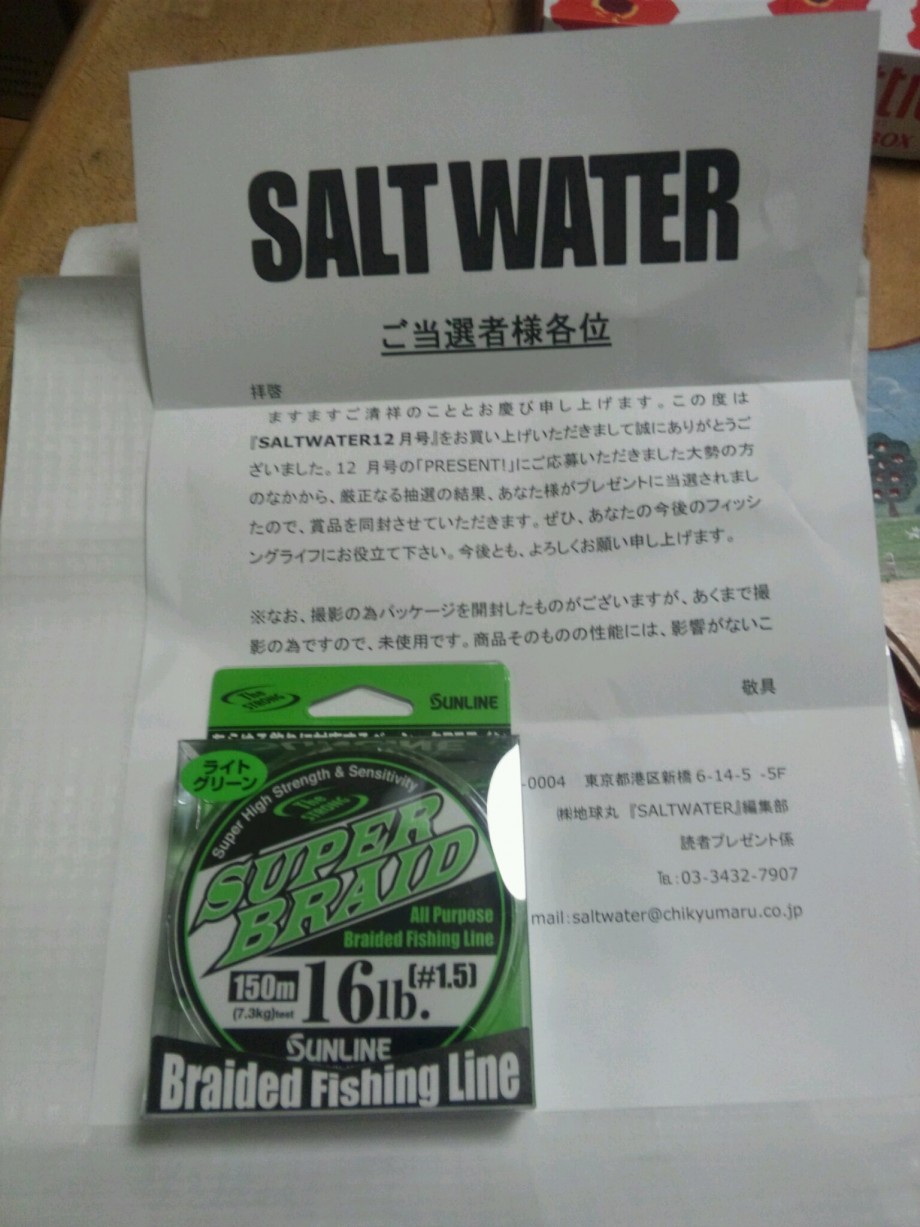 SALT WATER
ご当選者様各位
拝啓
ますますご清祥のこととお慶び申し上げます。この度は
『SALTWATER12月号』をお買い上げいただきまして誠にありがとうご
ざいました。12 月号の「PRESENT!」にご応募いただきました大勢の方
のなかから、厳正なる抽選の結果、あなた様がプレゼントに当選されまし
たので、賞品を同封させていただきます。ぜひ、あなたの今後のフィッシ
ングライフにお役立て下さい。今後とも、よろしくお願い申し上げます。
※なお、撮影の為パッケージを開封したものがございますが、あくまで撮
影の為ですので、未使用です。商品そのものの性能には、影響がないこ
敬具
-0004 東京都港区新橋6-14-5 -5F
㈱地球丸 『SALTWATER』編集部
読者プレゼント係
℡:03-3432-7907
mail:saltwater@chikyumaru.co.jp
The STRONG
SUNLINE
ライト
グリーン
Super High Strength & Sensitivity
The STRONG
SUPER
BRAID
All Purpose
Braided Fishing Line
150m
(7.3kg)test
16lb.
(#1.5)
SUNLINE
Braided Fishing Line
BOX